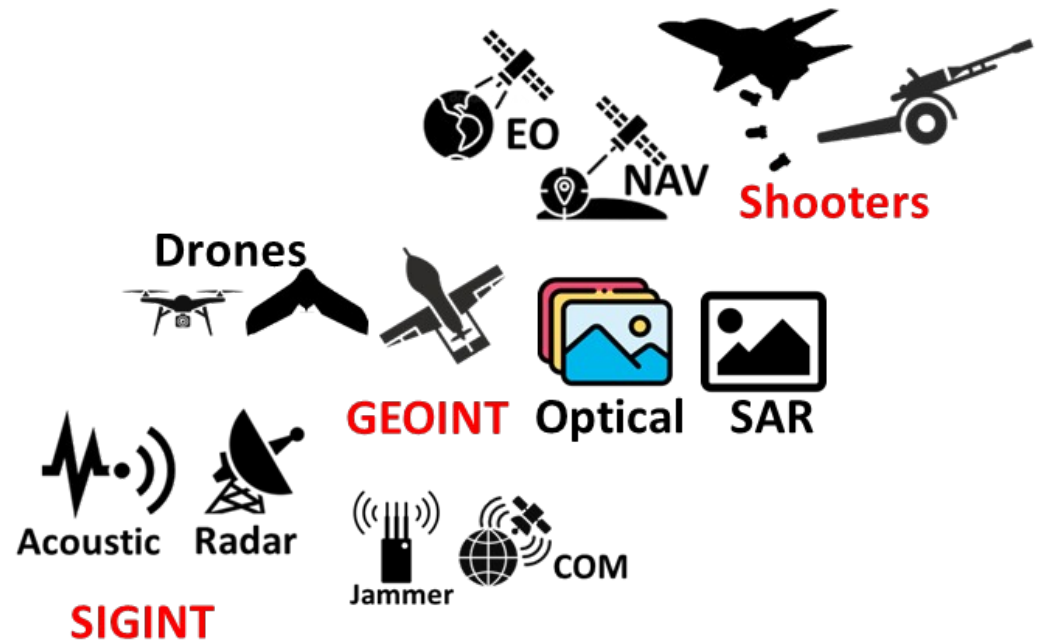 EO
NAV
Shooters
Drones
GEOINT
Optical
SAR
Acoustic
Radar
Jammer
COM
SIGINT